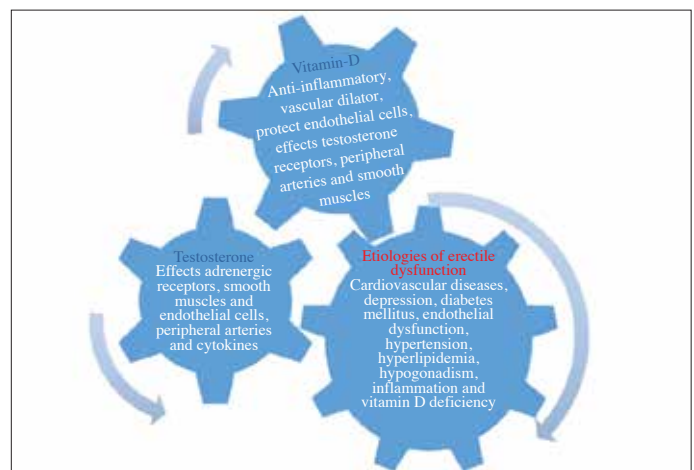 Vitamin-D
Anti-inflammatory,
vascular dilator,
protect endothelial cells,
effects testosterone
receptors, peripheral
arteries and smooth
muscles
Testosterone
Effects adrenergic
receptors, smooth
muscles and
endothelial cells,
peripheral arteries
and cytokines
Etiologies of erectile
dysfunction
Cardiovascular diseases,
depression, diabetes
mellitus, endothelial
dysfunction,
hypertension,
hyperlipidemia,
hypogonadism,
inflammation and
vitamin D deficiency